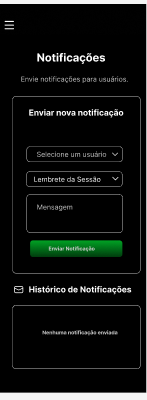 Notificações
Envie notificações para usuários.
Enviar nova notificação
Selecione um usuário
Lembrete da Sessão
Mensagem
Enviar Notificação
Histórico de Notificações
Nenhuma notificação enviada